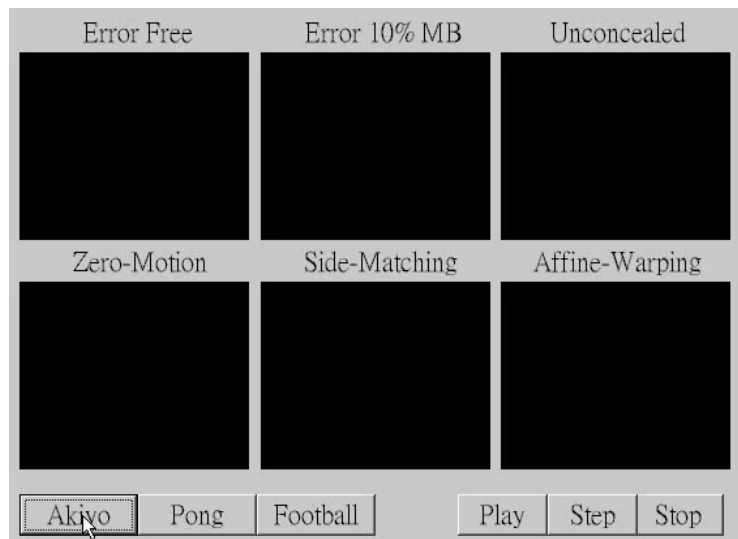 Error Free Error 10% MB Unconcealed
Zero-Motion Side-Matching Affine-Warping
Akiyo Pong Football Play Step Stop